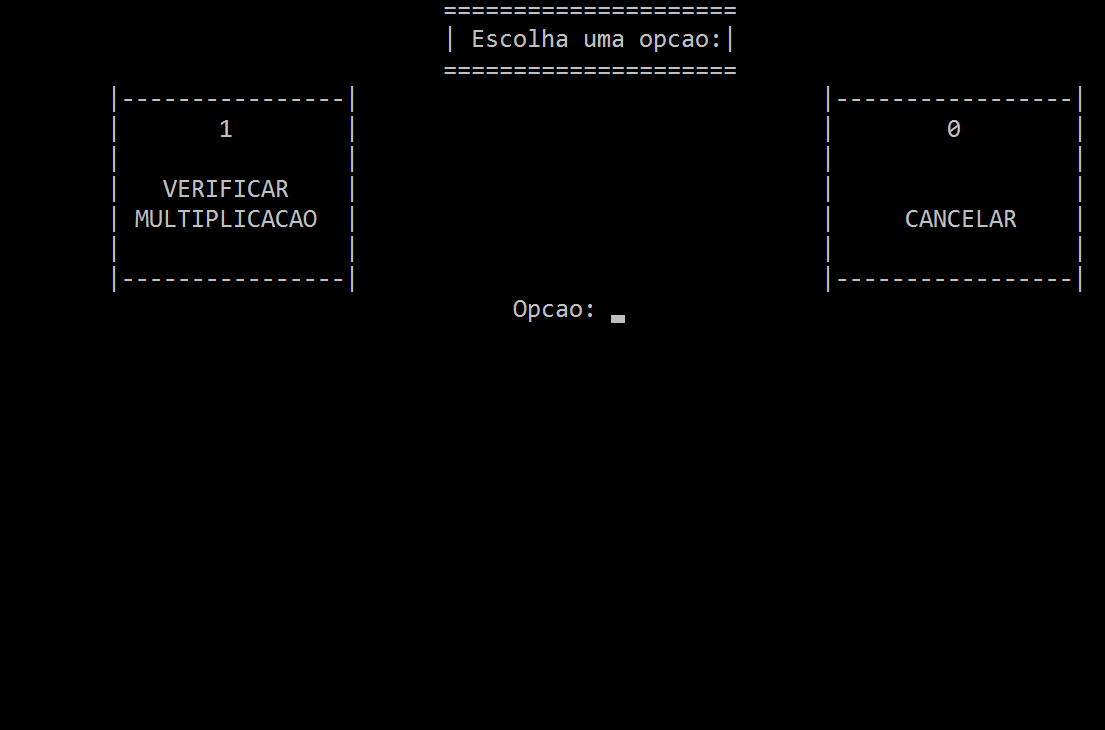 =====================
| Escolha uma opcao:|
=====================
|----------------| |-----------------|
| 1 | | 0 |
| | | |
| VERIFICAR | | |
| MULTIPLICACAO | | CANCELAR |
| | | |
|----------------| |-----------------|
Opcao: